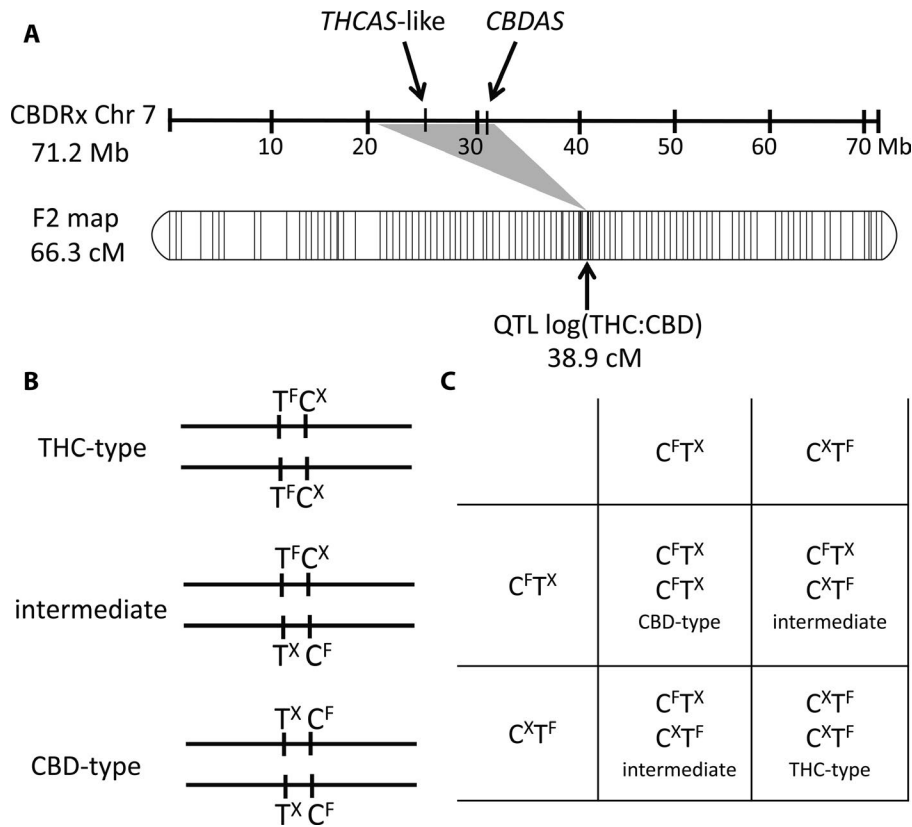 A
THCAS-like CBDAS
CBDRx Chr 7
71.2 Mb
10 20 30 40 50 60 70 Mb
F2 map
66.3 cM
QTL log(THC:CBD)
38.9 cM
B
TFCX
THC-type
TFCX
TFCX
intermediate
TX CF
TX CF
CBD-type
TX CF
C
CFTX CXTF
CFTX CFTX CFTX
CFTX CXTF
CBD-type intermediate
CXTF CFTX CXTF
CXTF CXTF
intermediate THC-type